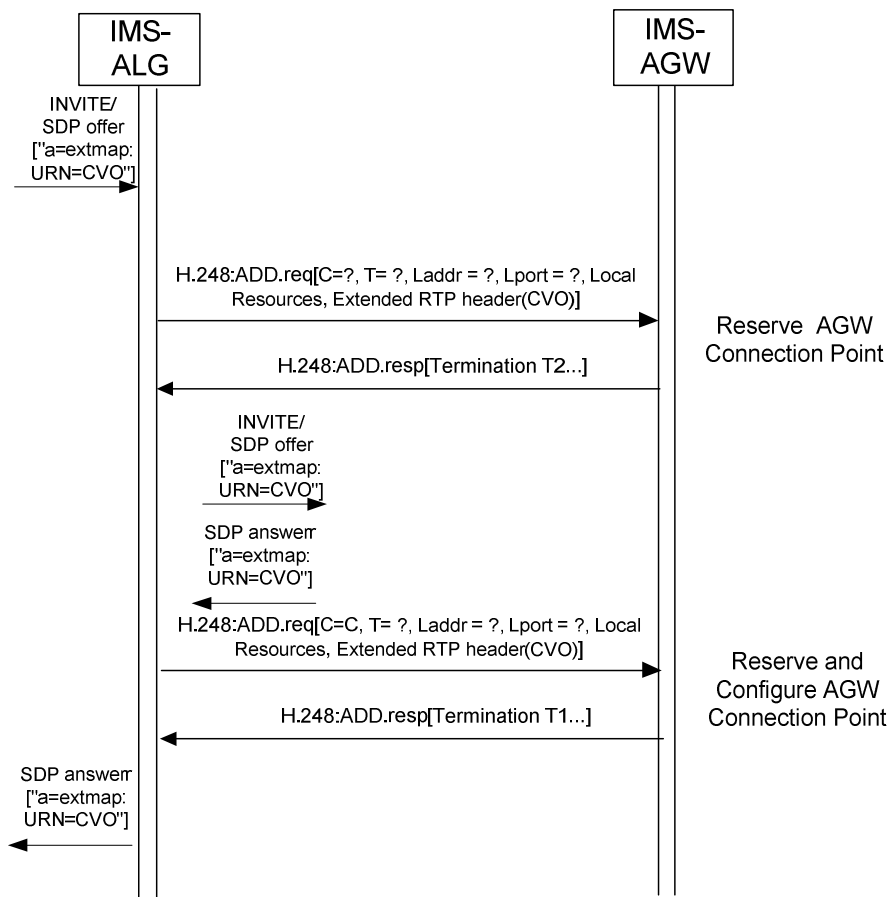 IMS-
ALG
IMS-
AGW
INVITE/
SDP offer
["a=extmap:
URN=CVO"]
H.248:ADD.req[C=?, T= ?, Laddr = ?, Lport = ?, Local
Resources, Extended RTP header(CVO)]
Reserve AGW
Connection Point
H.248:ADD.resp[Termination T2...]
INVITE/
SDP offer
["a=extmap:
URN=CVO"]
SDP answerr
["a=extmap:
URN=CVO"]
H.248:ADD.req[C=C, T= ?, Laddr = ?, Lport = ?, Local
Resources, Extended RTP header(CVO)]
Reserve and
Configure AGW
Connection Point
H.248:ADD.resp[Termination T1...]
SDP answerr
["a=extmap:
URN=CVO"]